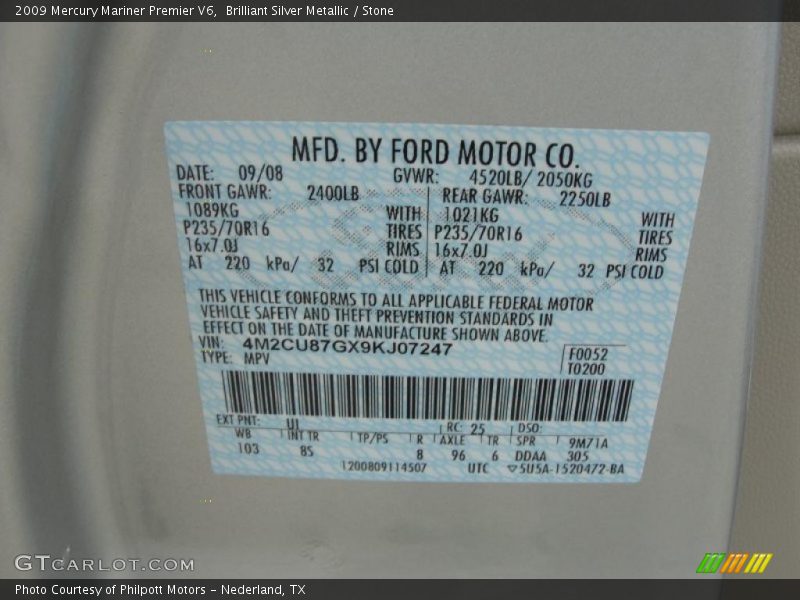 2009 Mercury Mariner Premier V6,  Brilliant Silver Metallic / Stone
MFD. BY FORD MOTOR CO.
DATE: 09/08 GVWR: 4520LB/ 2050KG
FRONT GAWR: 2400LB REAR GAWR: 2250LB
1089KG WITH 1021KG WITH
P235/70R16 TIRES P235/70R16 TIRES
16x7.0J RIMS 16x7.0J RIMS
AT 220 kPa/ 32 PSI COLD AT 220 kPa/ 32 PSI COLD
THIS VEHICLE CONFORMS TO ALL APPLICABLE FEDERAL MOTOR
VEHICLE SAFETY AND THEFT PREVENTION STANDARDS IN
EFFECT ON THE DATE OF MANUFACTURE SHOWN ABOVE.
VIN: 4M2CU87GX9KJ07247 F0052
TYPE: MPV T0200
EXT PNT: UI RC: 25 DSO:
WB INT TR TP/PS R AXLE TR SPR 9M71A
103 8S 8 96 6 DDAA 305
1200809114507 UTC ▽5U5A-1520472-BA
GTCARLOT.COM
Photo Courtesy of Philpott Motors - Nederland, TX